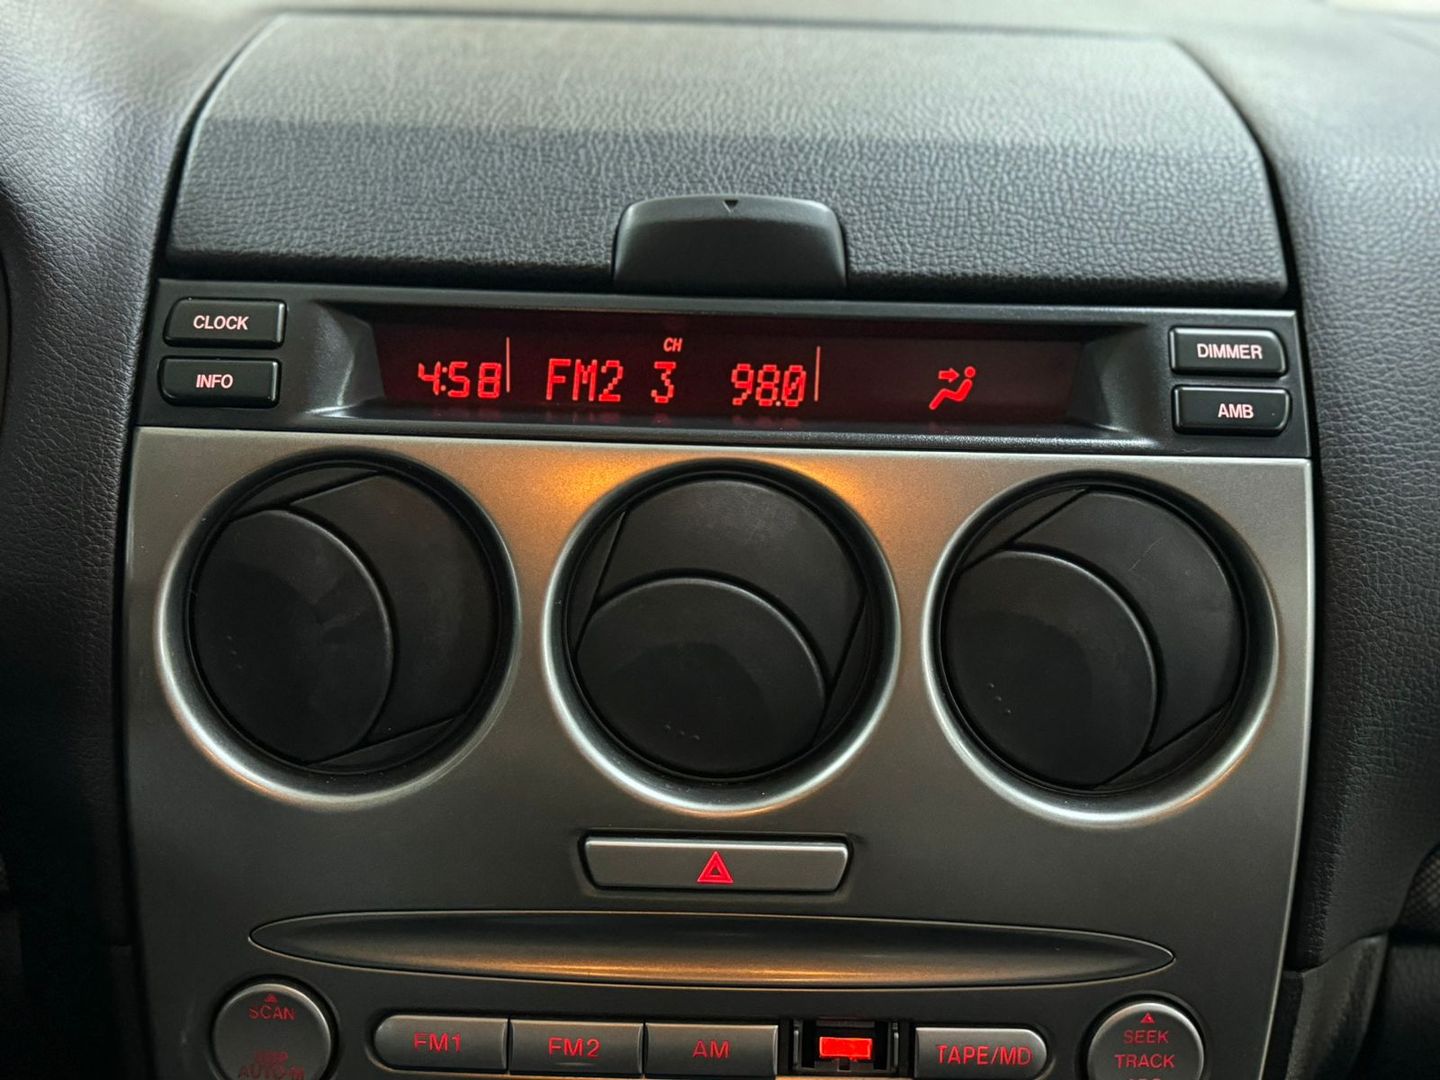 CLOCK
INFO
4:58 FM2 CH 3 98.0
DIMMER
AMB
SCAN
AUTO-M
FM1
FM2
AM
TAPE/MD
SEEK
TRACK